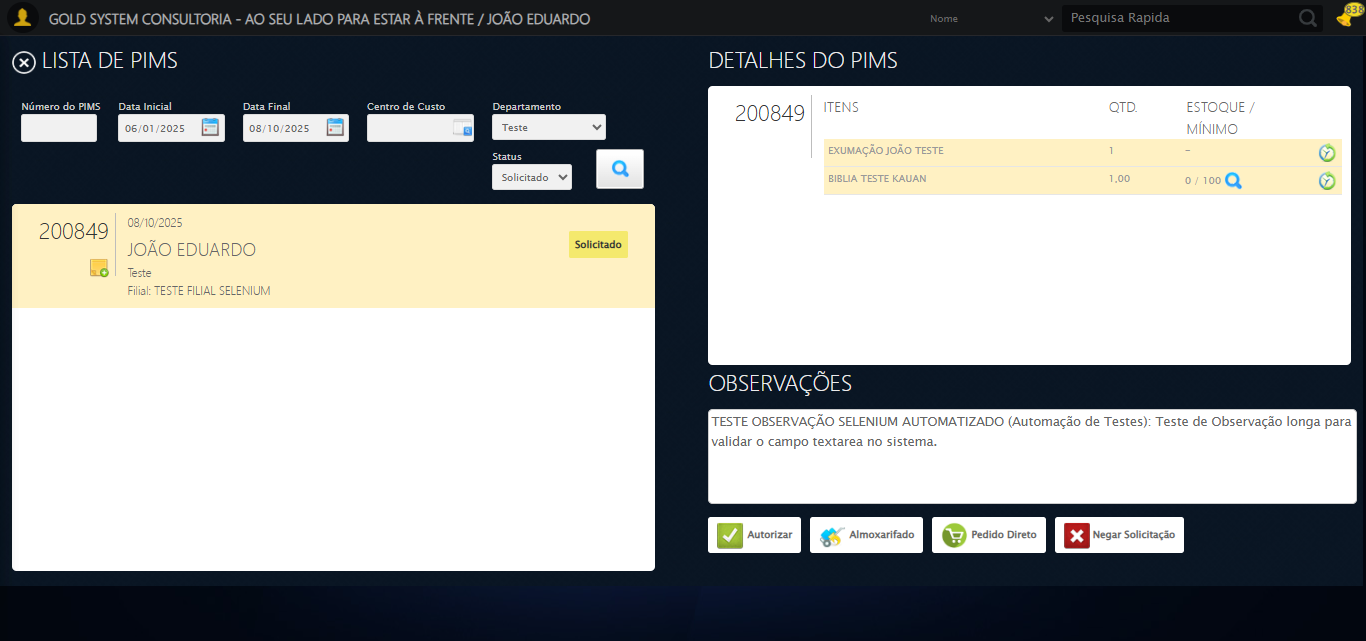 GOLD SYSTEM CONSULTORIA - AO SEU LADO PARA ESTAR À FRENTE / JOÃO EDUARDO
Nome
Pesquisa Rapida
838
LISTA DE PIMS
Número do PIMS
Data Inicial
Data Final
Centro de Custo
Departamento
06/01/2025
08/10/2025
Teste
Status
Solicitado
200849
08/10/2025
JOÃO EDUARDO
Teste
Filial: TESTE FILIAL SELENIUM
Solicitado
DETALHES DO PIMS
200849
ITENS
QTD.
ESTOQUE /
MÍNIMO
EXUMAÇÃO JOÃO TESTE
1
-
BIBLIA TESTE KAUAN
1,00
0 / 100
OBSERVAÇÕES
TESTE OBSERVAÇÃO SELENIUM AUTOMATIZADO (Automação de Testes): Teste de Observação longa para
validar o campo textarea no sistema.
Autorizar
Almoxarifado
Pedido Direto
Negar Solicitação